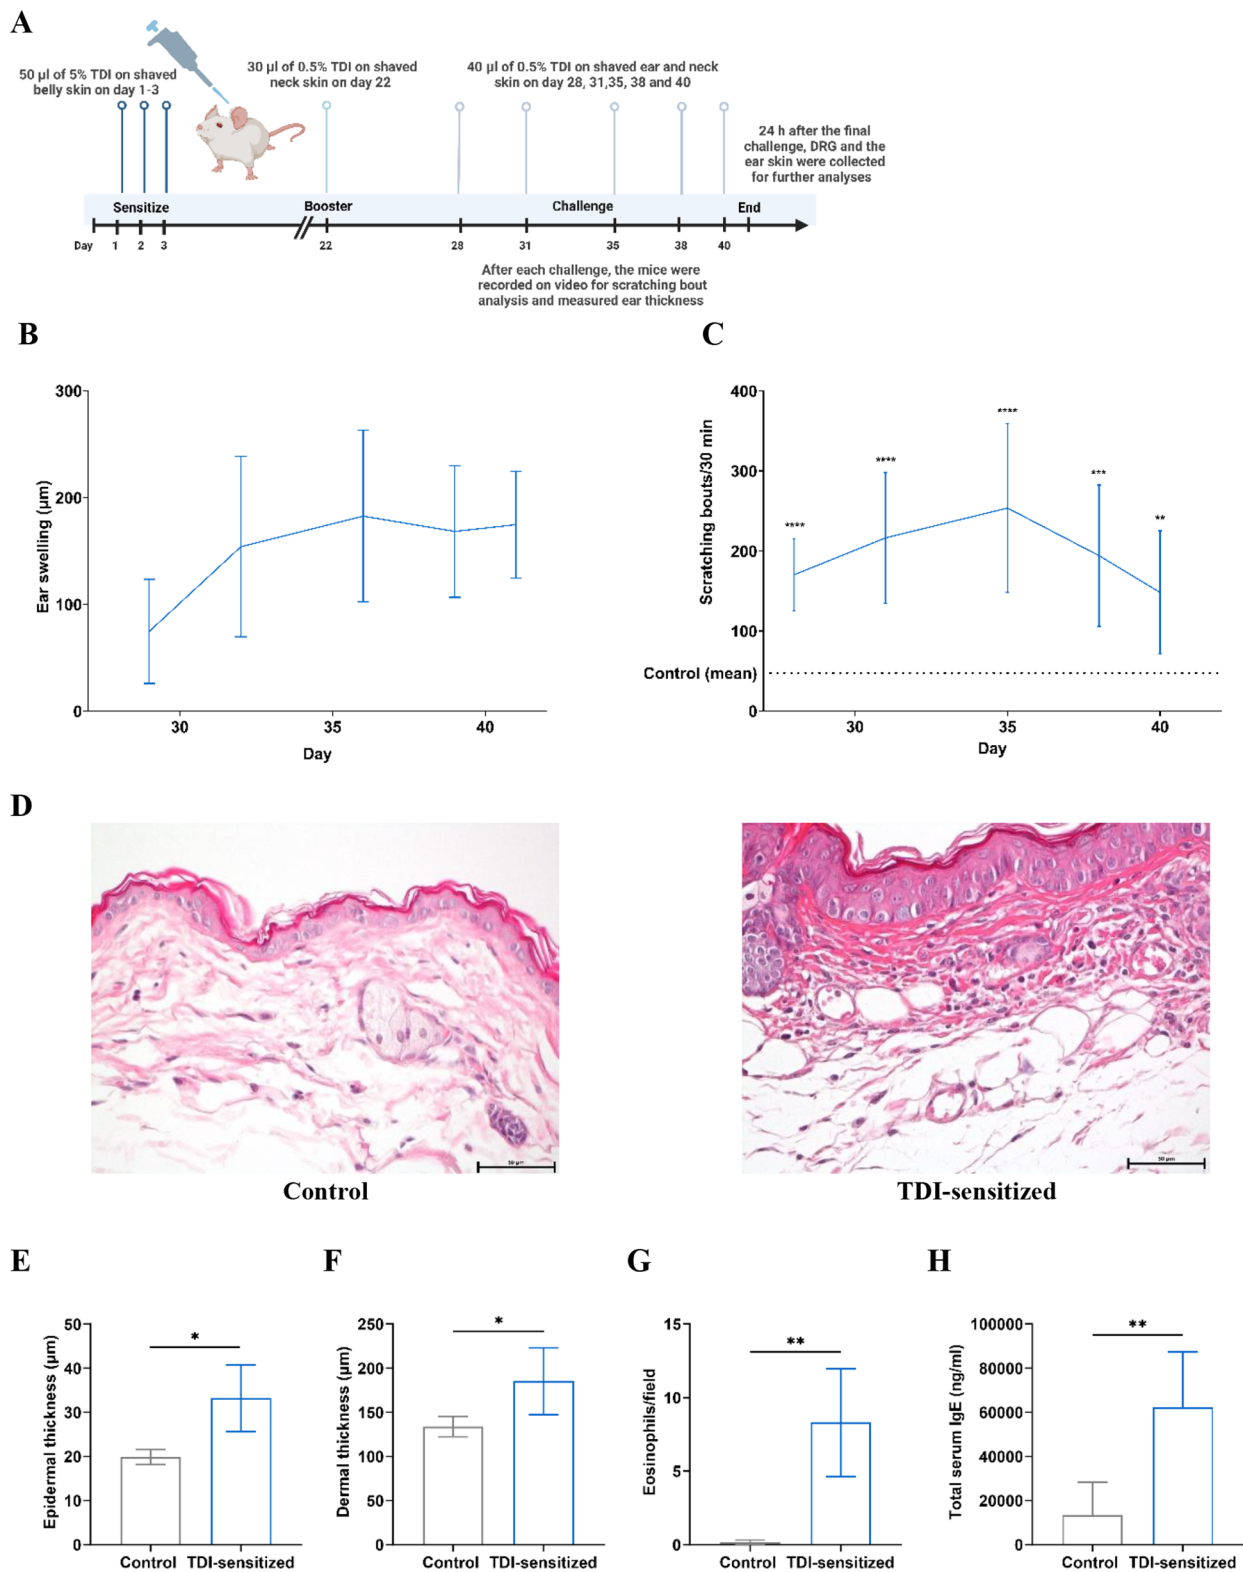 A
50 µl of 5% TDI on shaved
belly skin on day 1-3
30 µl of 0.5% TDI on shaved
neck skin on day 22
40 µl of 0.5% TDI on shaved ear and neck
skin on day 28, 31,35, 38 and 40
24 h after the final
challenge, DRG and the
ear skin were collected
for further analyses
Sensitize
Booster
Challenge
End
Day
1
2
3
22
28
31
35
38
40
After each challenge, the mice were
recorded on video for scratching bout
analysis and measured ear thickness
B
Ear swelling (µm)
300
200
100
0
30
35
40
Day
C
Scratching bouts/30 min
400
300
200
100
0
Control (mean)
****
****
****
***
**
30
35
40
Day
D
50 µm
Control
50 µm
TDI-sensitized
E
Epidermal thickness (µm)
50
40
30
20
10
0
*
Control
TDI-sensitized
F
Dermal thickness (µm)
250
200
150
100
50
0
*
Control
TDI-sensitized
G
Eosinophils/field
15
10
5
0
**
Control
TDI-sensitized
H
Total serum IgE (ng/ml)
100000
80000
60000
40000
20000
0
**
Control
TDI-sensitized